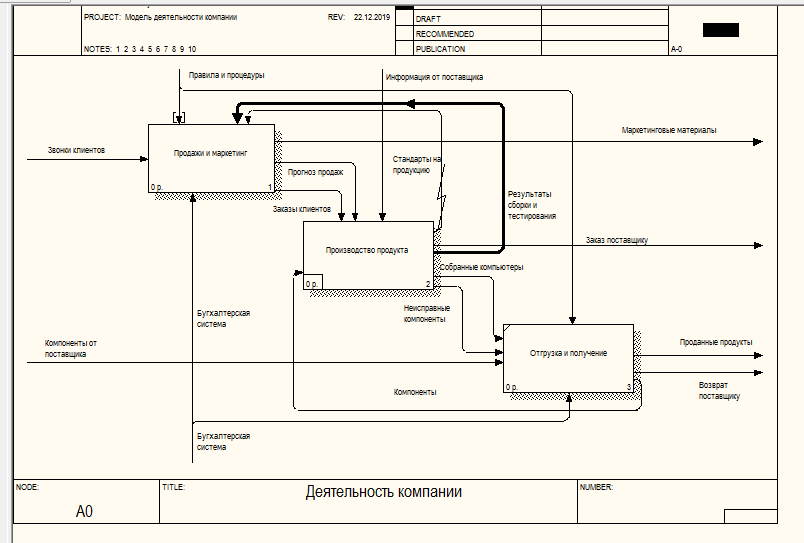 PROJECT: Модель деятельности компании
REV: 22.12.2019
DRAFT
RECOMMENDED
NOTES: 1 2 3 4 5 6 7 8 9 10
PUBLICATION
A-0
Правила и процедуры
Информация от поставщика
Маркетинговые материалы
Звонки клиентов
Продажи и маркетинг
0 р.
1
Стандарты на
продукцию
Прогноз продаж
Результаты
сборки и
тестирования
Заказы клиентов
Заказ поставщику
Производство продукта
0 р.
2
Собранные компьютеры
Неисправные
компоненты
Бухгалтерская
система
Компоненты от
поставщика
Отгрузка и получение
0 р.
3
Проданные продукты
Возврат
поставщику
Компоненты
Бухгалтерская
система
NODE:
A0
TITLE:
Деятельность компании
NUMBER: